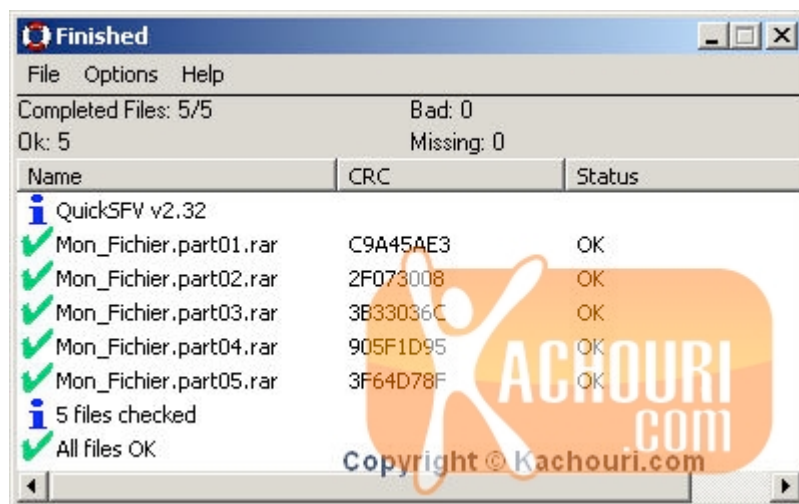 Finished
File Options Help
Completed Files: 5/5 Bad: 0
Ok: 5 Missing: 0
Name CRC Status
QuickSFV v2.32
Mon_Fichier.part01.rar C9A45AE3 OK
Mon_Fichier.part02.rar 2F073008 OK
Mon_Fichier.part03.rar 3B33036C OK
Mon_Fichier.part04.rar 905F1D95 OK
Mon_Fichier.part05.rar 3F64D78F OK
5 files checked
All files OK
KACHOURI
.com
Copyright © Kachouri.com